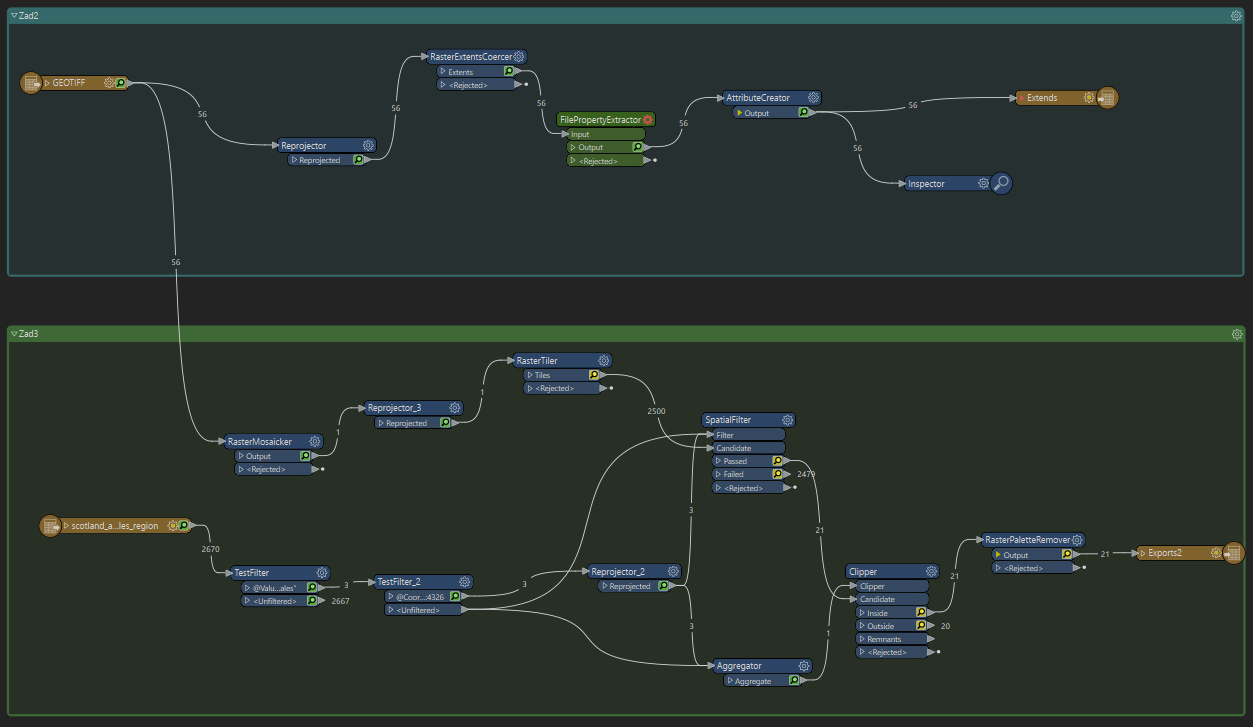 Zad2
GEOTIFF
56
56
Reprojector
Reprojected
56
RasterExtentsCoercer
Extents
<Rejected>
56
FilePropertyExtractor
Input
Output
<Rejected>
56
AttributeCreator
Output
56
Extends
56
Inspector
Zad3
RasterMosaicker
Output
<Rejected>
1
Reprojector_3
Reprojected
1
RasterTiler
Tiles
<Rejected>
2500
SpatialFilter
Filter
Candidate
Passed
Failed
2479
<Rejected>
scotland_a...les_region
2670
TestFilter
@Valu...ales"
3
<Unfiltered>
2667
TestFilter_2
@Coor...:4326
<Unfiltered>
3
Reprojector_2
Reprojected
3
3
Aggregator
Aggregate
1
21
Clipper
Clipper
Candidate
Inside
Outside
20
Remnants
<Rejected>
21
RasterPaletteRemover
Output
<Rejected>
21
Exports2